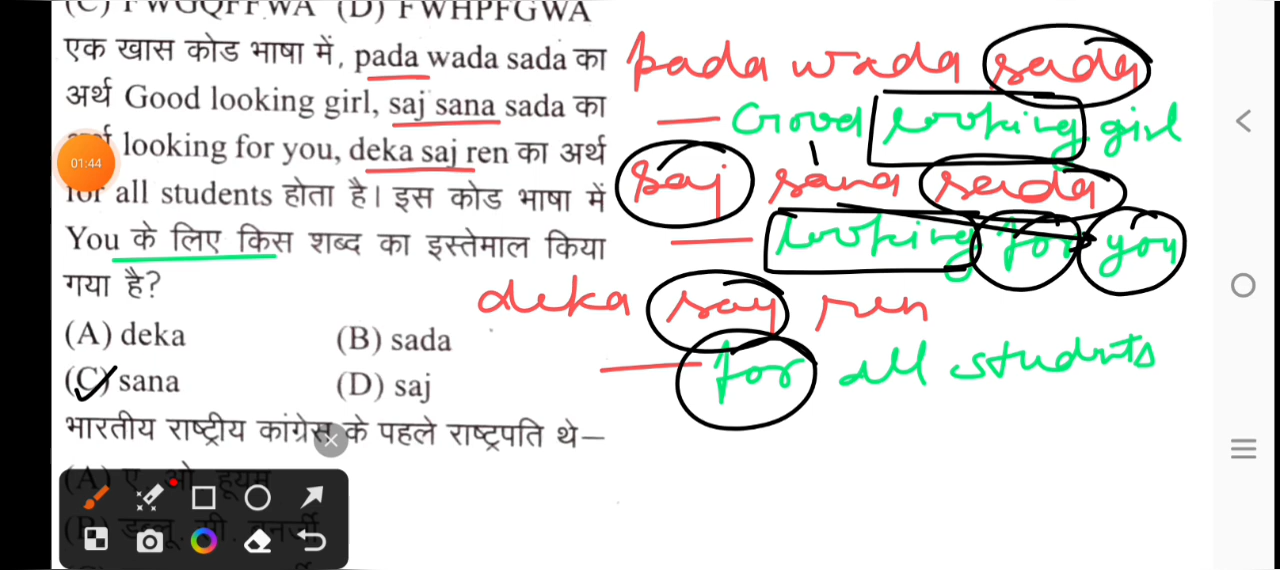 (C) FWGQFFWA (D) FWHPFGWA
एक खास कोड भाषा में, pada wada sada का
अर्थ Good looking girl, saj sana sada का
looking for you, deka saj ren का अर्थ
for all students होता है। इस कोड भाषा में
You के लिए किस शब्द का इस्तेमाल किया
गया है?
(A) deka (B) sada
(C) sana (D) saj
भारतीय राष्ट्रीय कांग्रेस के पहले राष्ट्रपति थे–
(A) ए. ओ. ह्यूम
01:44
pada wada sada
— Good looking girl
saj sana sada
— looking for you
deka saj ren
— for all students